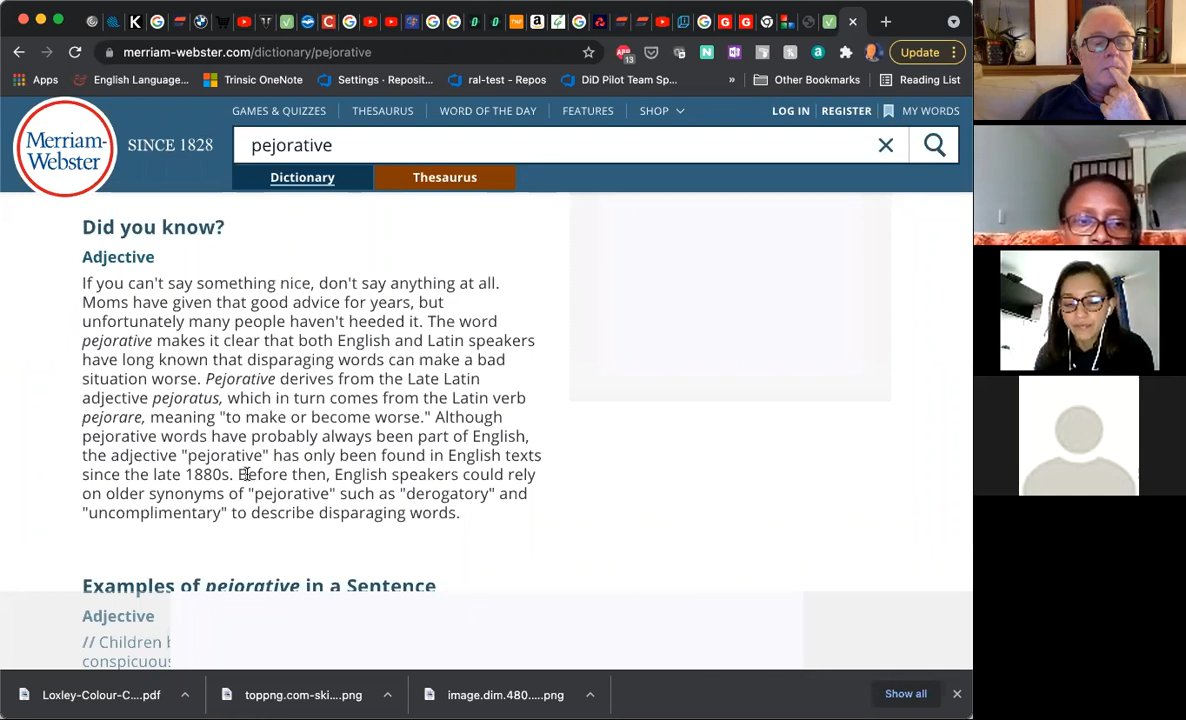 merriam-webster.com/dictionary/pejorative
13
Update
Apps
English Language...
Trinsic OneNote
Settings · Reposit...
ral-test - Repos
DiD Pilot Team Sp...
»
Other Bookmarks
Reading List
GAMES & QUIZZES
THESAURUS
WORD OF THE DAY
FEATURES
SHOP
LOG IN
REGISTER
MY WORDS
Merriam-
Webster
SINCE 1828
pejorative
Dictionary
Thesaurus
Did you know?
Adjective
If you can't say something nice, don't say anything at all.
Moms have given that good advice for years, but
unfortunately many people haven't heeded it. The word
pejorative makes it clear that both English and Latin speakers
have long known that disparaging words can make a bad
situation worse. Pejorative derives from the Late Latin
adjective pejoratus, which in turn comes from the Latin verb
pejorare, meaning "to make or become worse." Although
pejorative words have probably always been part of English,
the adjective "pejorative" has only been found in English texts
since the late 1880s. Before then, English speakers could rely
on older synonyms of "pejorative" such as "derogatory" and
"uncomplimentary" to describe disparaging words.
Examples of pejorative in a Sentence
Adjective
// Children
conspicuous
Loxley-Colour-C....pdf
toppng.com-ski....png
image.dim.480.....png
Show all